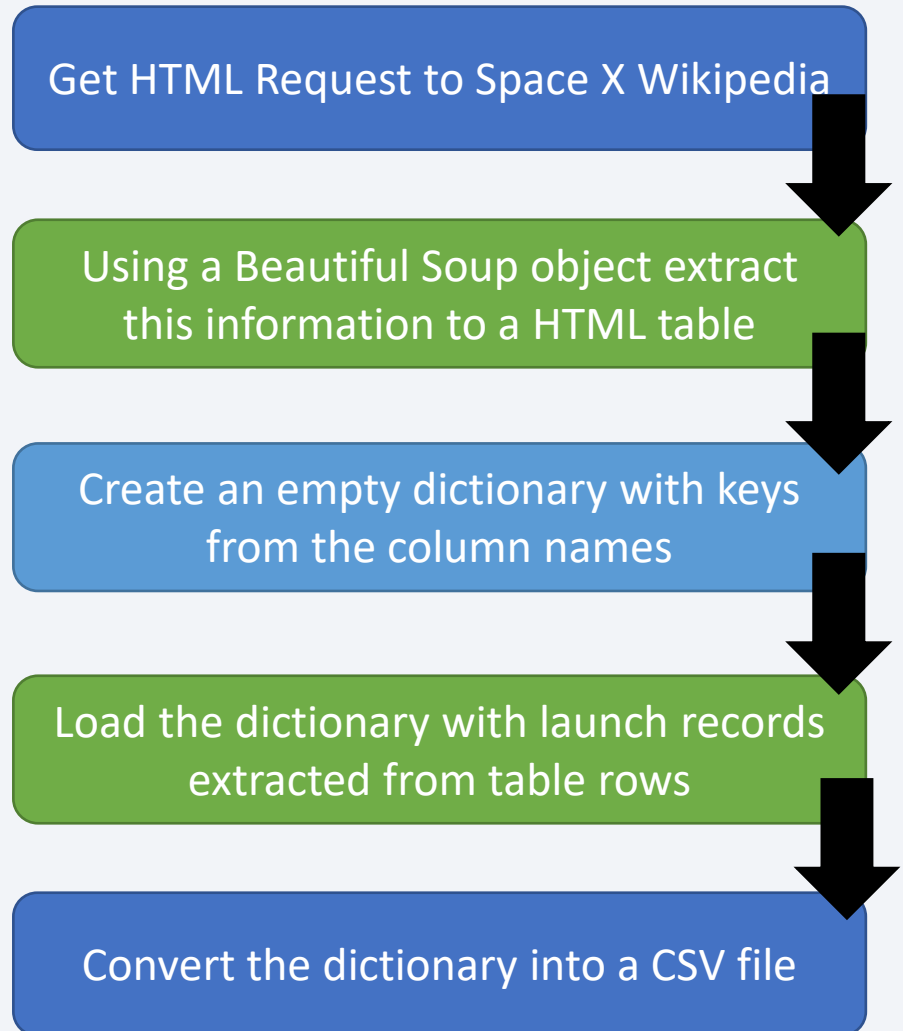 Get HTML Request to Space X Wikipedia
Using a Beautiful Soup object extract
this information to a HTML table
Create an empty dictionary with keys
from the column names
Load the dictionary with launch records
extracted from table rows
Convert the dictionary into a CSV file